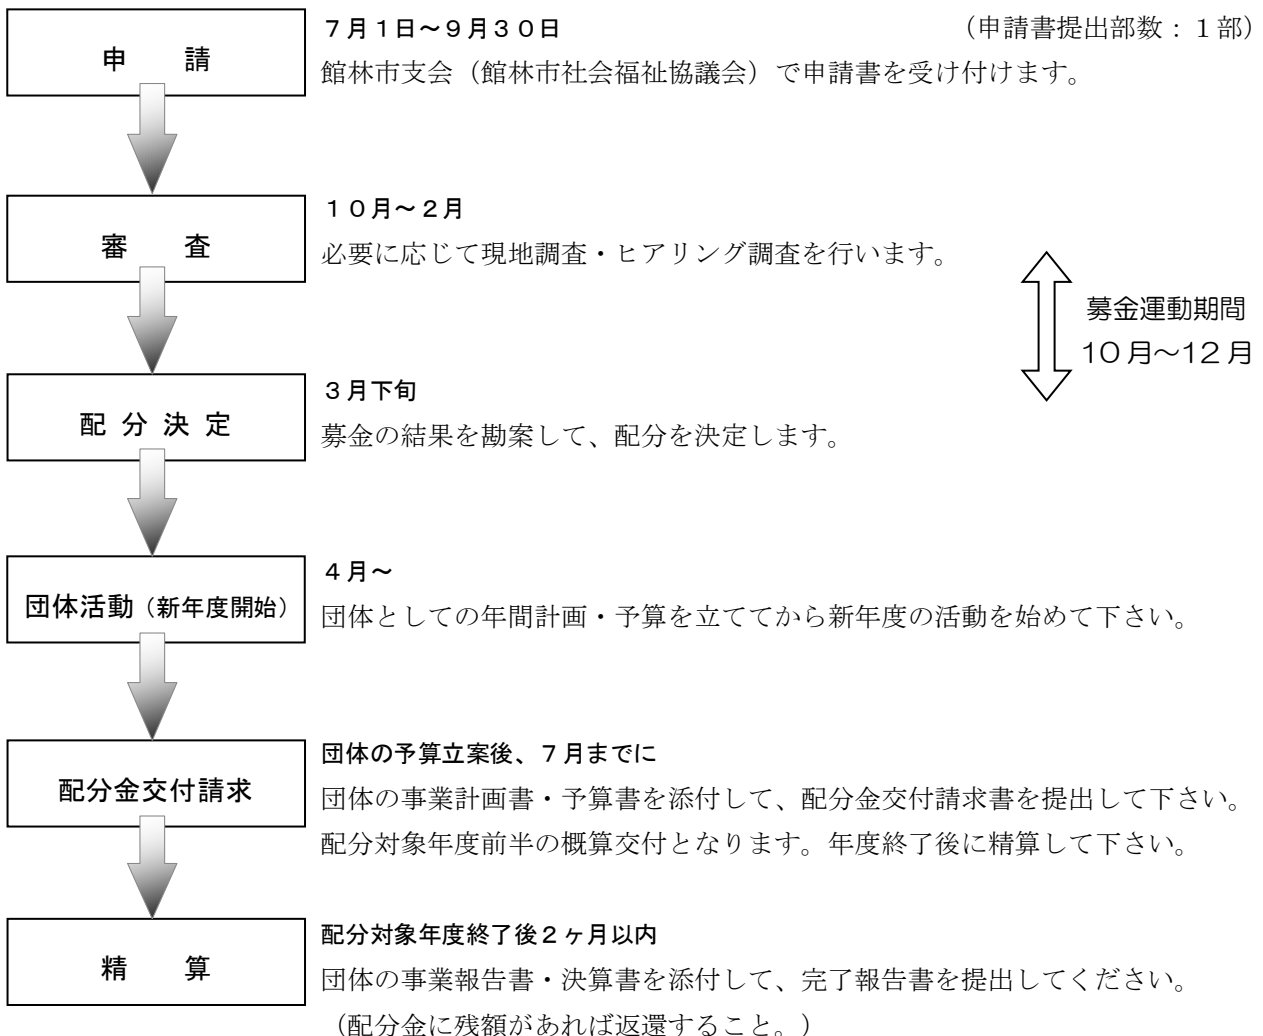 申　　請
７月１日～９月３０日
（申請書提出部数：１部）
館林市支会（館林市社会福祉協議会）で申請書を受け付けます。
審　　査
１０月～２月
必要に応じて現地調査・ヒアリング調査を行います。
募金運動期間
10月～12月
配 分 決 定
３月下旬
募金の結果を勘案して、配分を決定します。
団体活動（新年度開始）
４月～
団体としての年間計画・予算を立ててから新年度の活動を始めて下さい。
配分金交付請求
団体の予算立案後、７月までに
団体の事業計画書・予算書を添付して、配分金交付請求書を提出して下さい。
配分対象年度前半の概算交付となります。年度終了後に精算して下さい。
精　　算
配分対象年度終了後２ヶ月以内
団体の事業報告書・決算書を添付して、完了報告書を提出してください。
（配分金に残額があれば返還すること。）